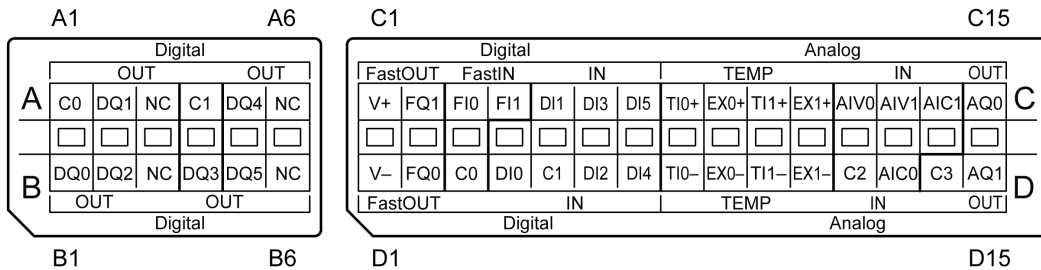 A1 A6 C1 C15
Digital Digital Analog
OUT OUT FastOUT FastIN IN TEMP IN OUT
A C0 DQ1 NC C1 DQ4 NC V+ FQ1 FI0 FI1 DI1 DI3 DI5 TI0+ EX0+ TI1+ EX1+ AIV0 AIV1 AIC1 AQ0 C
B DQ0 DQ2 NC DQ3 DQ5 NC V– FQ0 C0 DI0 C1 DI2 DI4 TI0– EX0– TI1– EX1– C2 AIC0 C3 AQ1 D
OUT OUT FastOUT IN TEMP IN OUT
Digital Digital Analog
B1 B6 D1 D15